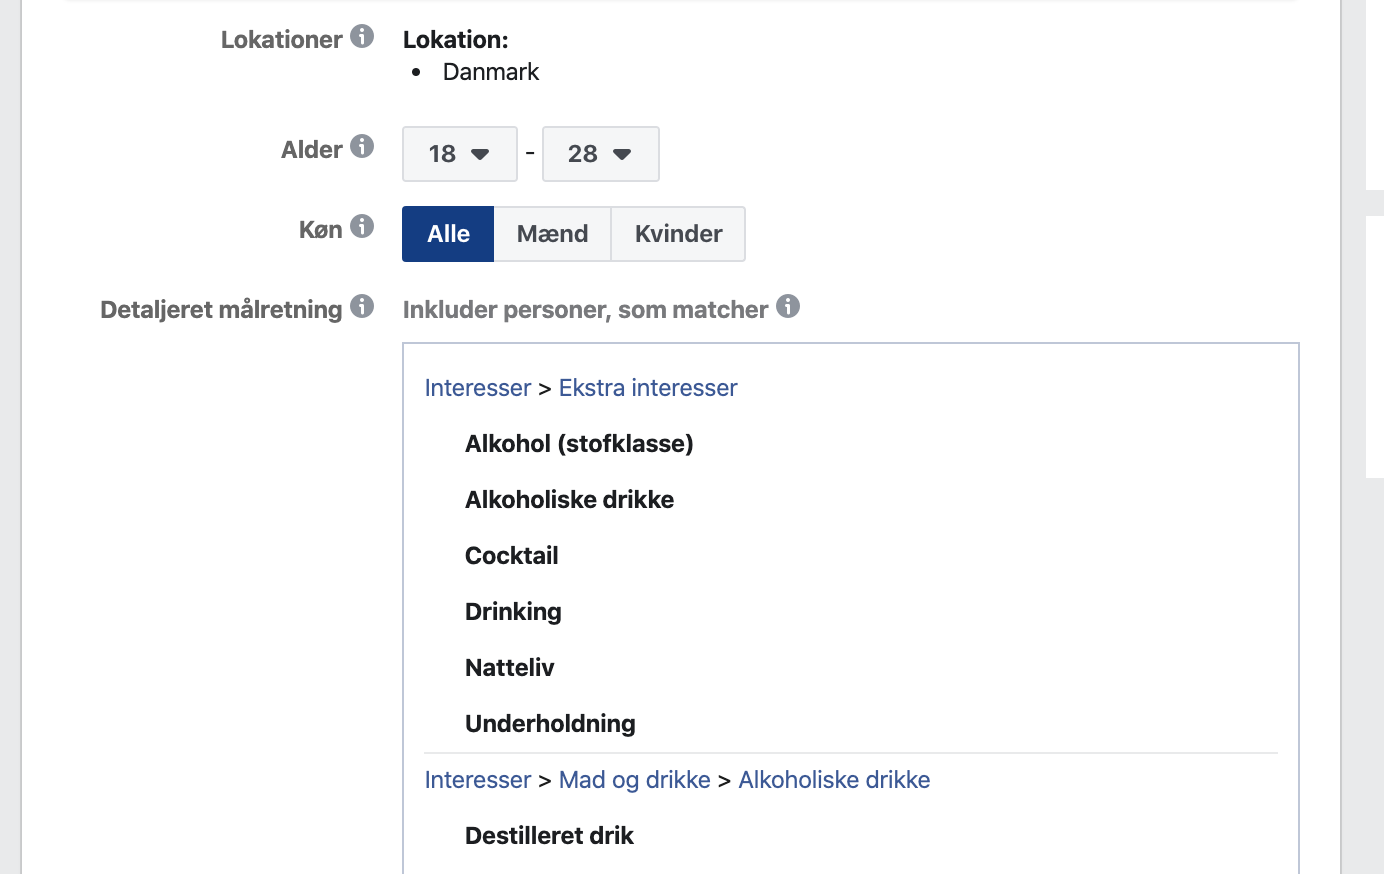 Lokationer
Lokation:
• Danmark
Alder
18 - 28
Køn
Alle Mænd Kvinder
Detaljeret målretning
Inkluder personer, som matcher
Interesser > Ekstra interesser
Alkohol (stofklasse)
Alkoholiske drikke
Cocktail
Drinking
Natteliv
Underholdning
Interesser > Mad og drikke > Alkoholiske drikke
Destilleret drik